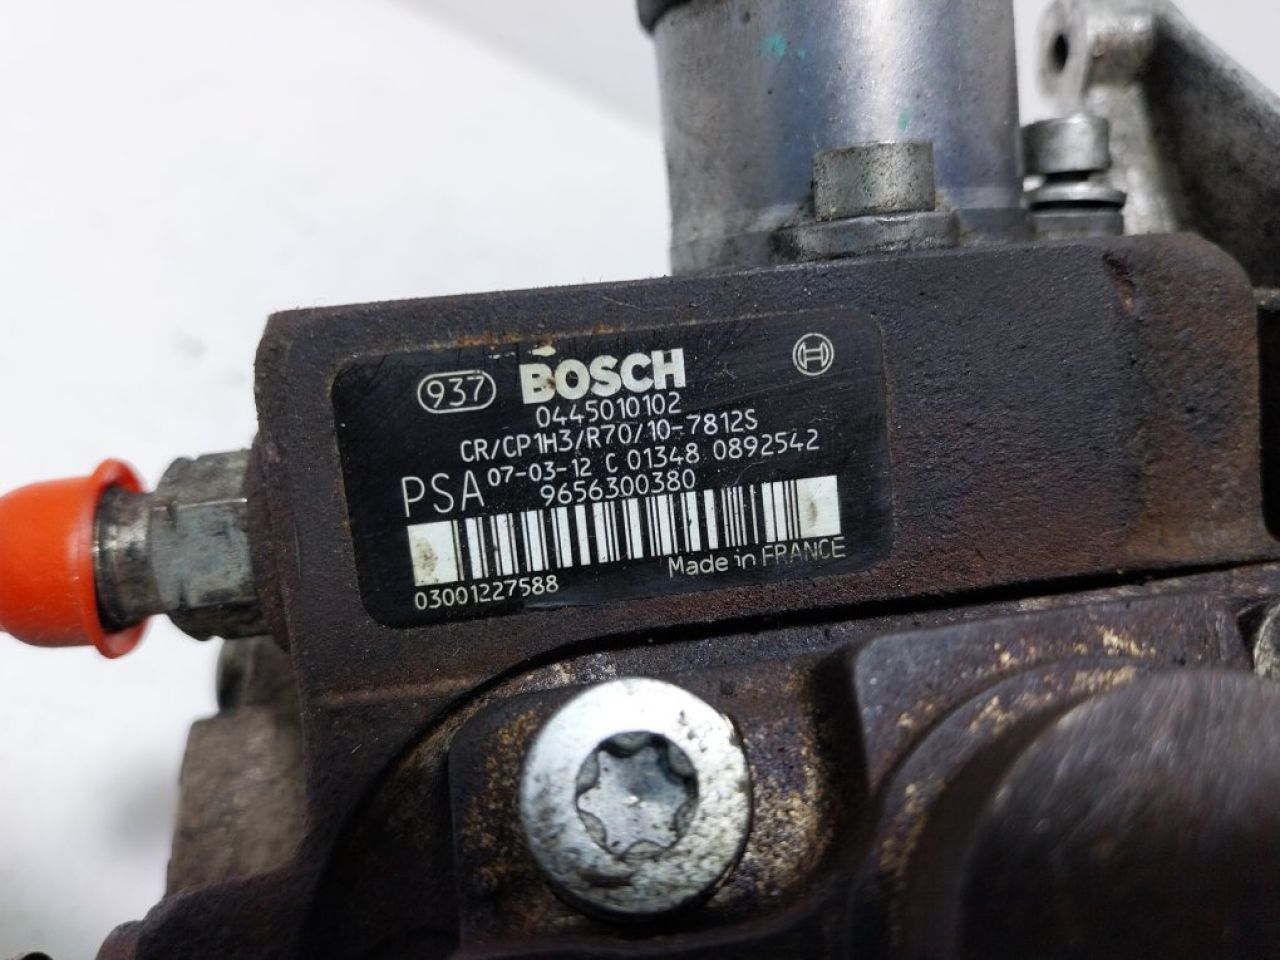 937 BOSCH
0445010102
CR/CP1H3/R70/10-7812S
PSA 07-03-12 C 01348 0892542
9656300380
Made in FRANCE
03001227588